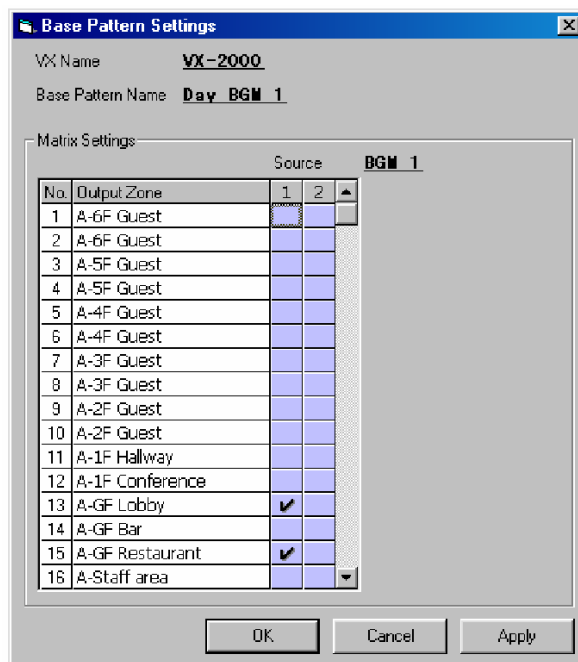 Base Pattern Settings
VX Name VX-2000
Base Pattern Name Day BGM 1
Matrix Settings
Source BGM 1
No. Output Zone 1 2
1 A-6F Guest
2 A-6F Guest
3 A-5F Guest
4 A-5F Guest
5 A-4F Guest
6 A-4F Guest
7 A-3F Guest
8 A-3F Guest
9 A-2F Guest
10 A-2F Guest
11 A-1F Hallway
12 A-1F Conference
13 A-GF Lobby ✔
14 A-GF Bar
15 A-GF Restaurant ✔
16 A-Staff area
OK Cancel Apply